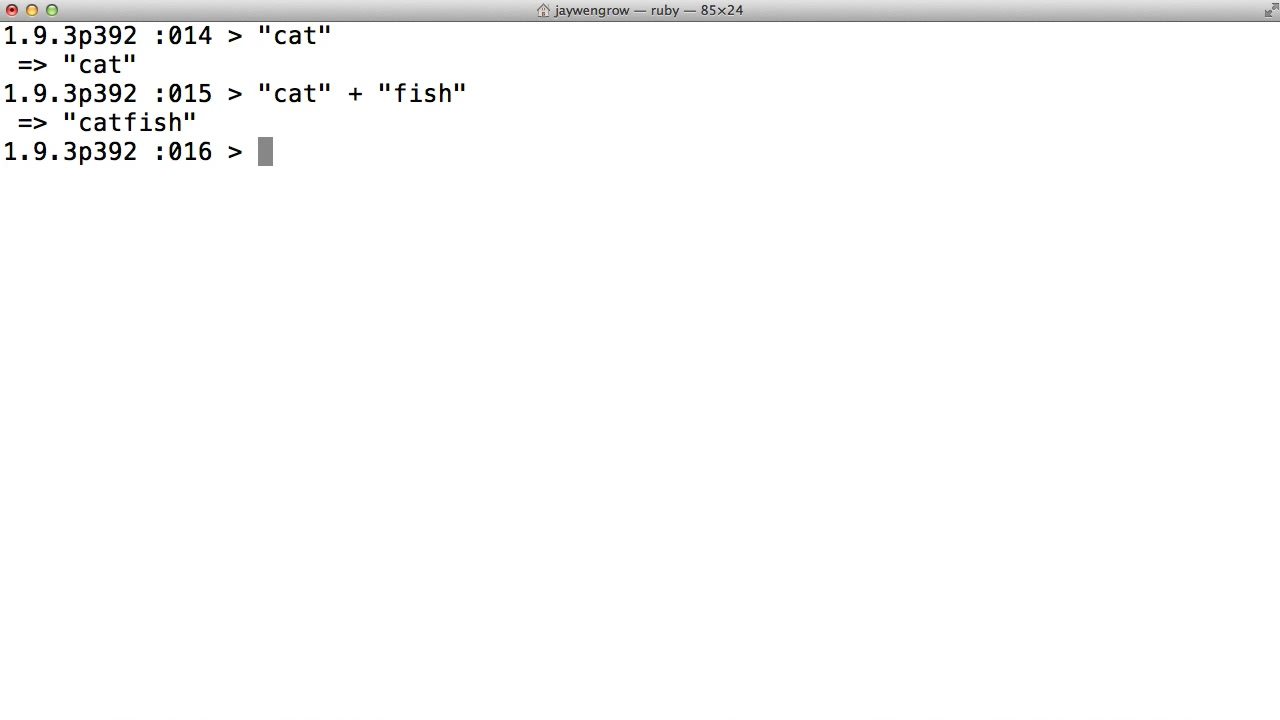 jaywengrow — ruby — 85×24
1.9.3p392 :014 > "cat"
 => "cat"
1.9.3p392 :015 > "cat" + "fish"
 => "catfish"
1.9.3p392 :016 >